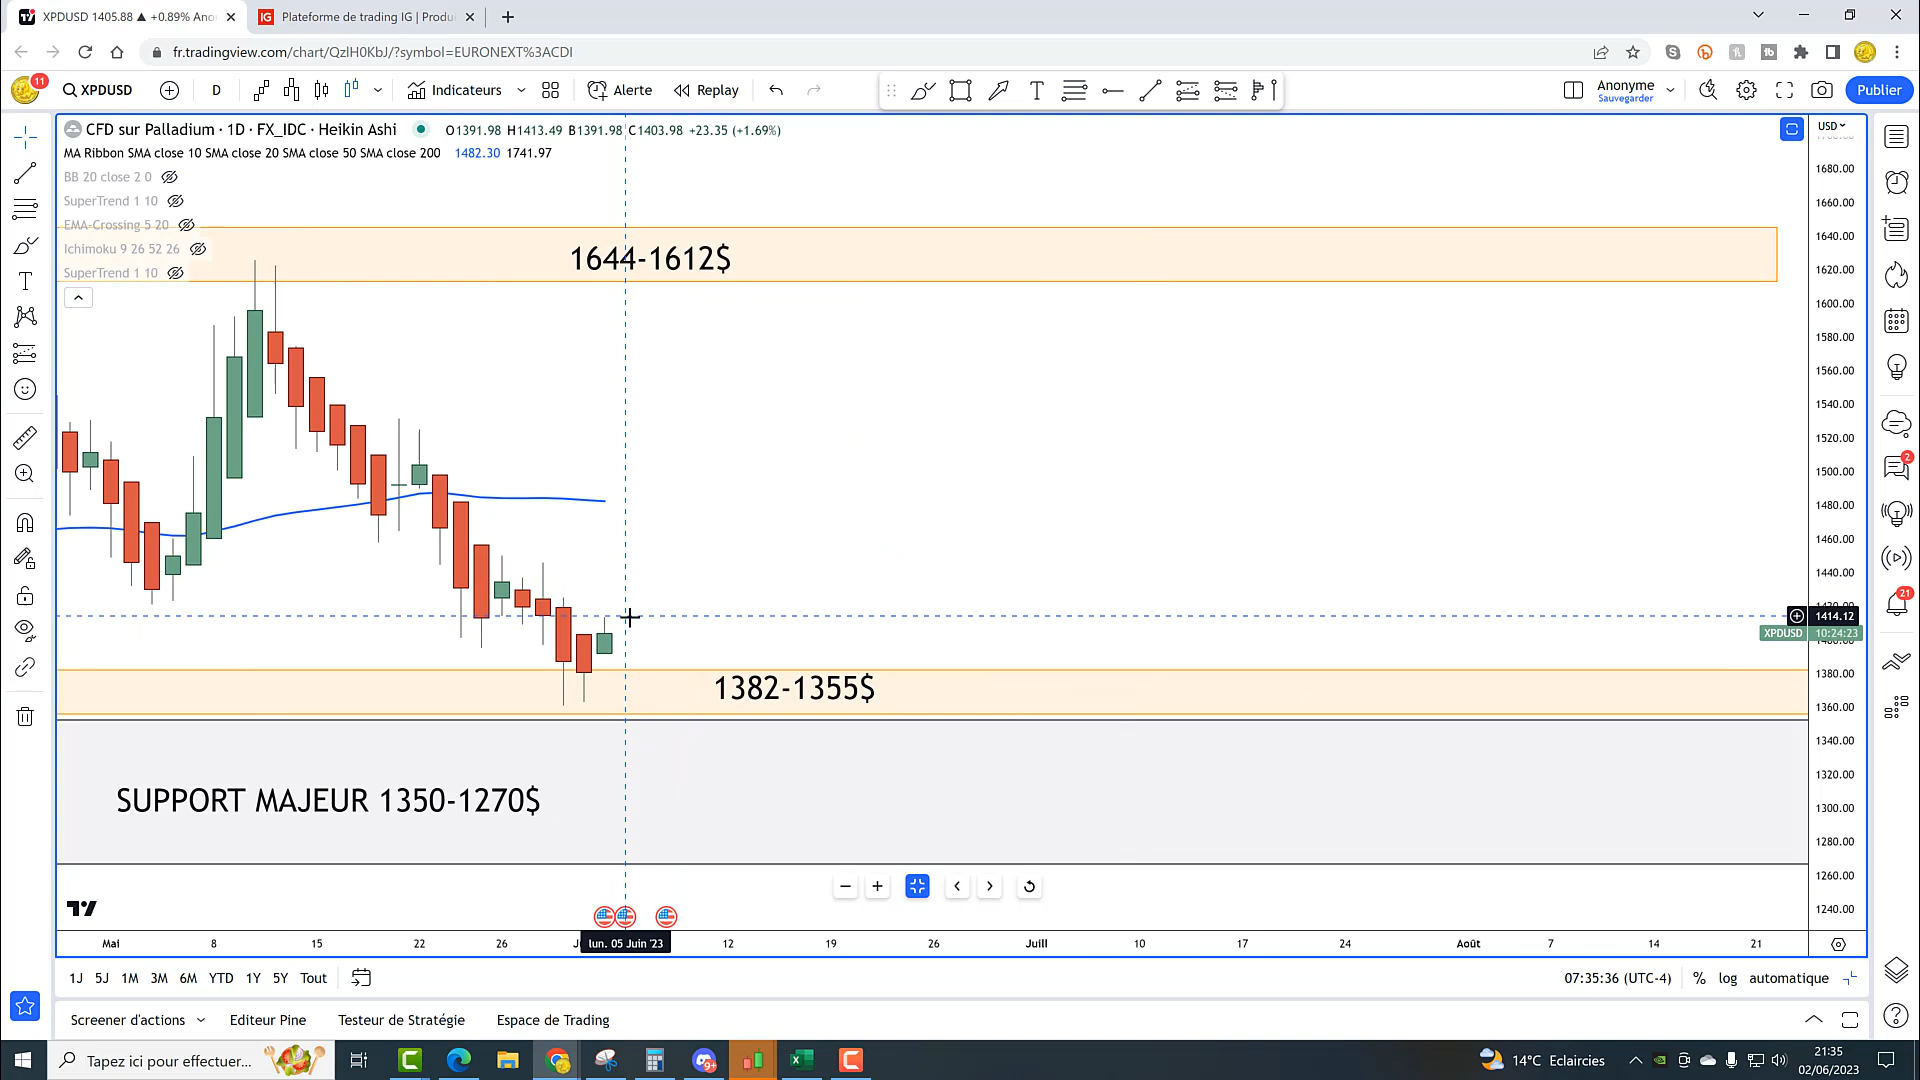 XPDUSD 1405.88 ▲ +0.89% Ano
IG Plateforme de trading IG | Produ
fr.tradingview.com/chart/QzlH0KbJ/?symbol=EURONEXT%3ACDI
11
XPDUSD
D
Indicateurs
Alerte
Replay
Anonyme
Sauvegarder
Publier
CFD sur Palladium · 1D · FX_IDC · Heikin Ashi
O1391.98 H1413.49 B1391.98 C1403.98 +23.35 (+1.69%)
USD
MA Ribbon SMA close 10 SMA close 20 SMA close 50 SMA close 200 1482.30 1741.97
BB 20 close 2 0
SuperTrend 1 10
EMA-Crossing 5 20
Ichimoku 9 26 52 26
SuperTrend 1 10
1644-1612$
1382-1355$
SUPPORT MAJEUR 1350-1270$
1680.00
1660.00
1640.00
1620.00
1600.00
1580.00
1560.00
1540.00
1520.00
1500.00
1480.00
1460.00
1440.00
1414.12
XPDUSD 10:24:23
1380.00
1360.00
1340.00
1320.00
1300.00
1280.00
1260.00
1240.00
2
21
Mai 8 15 22 26 lun. 05 Juin '23 12 19 26 Juill 10 17 24 Août 7 14 21
1J 5J 1M 3M 6M YTD 1Y 5Y Tout
07:35:36 (UTC-4) % log automatique
Screener d'actions
Editeur Pine
Testeur de Stratégie
Espace de Trading
Tapez ici pour effectuer...
14°C Eclaircies
21:35
02/06/2023